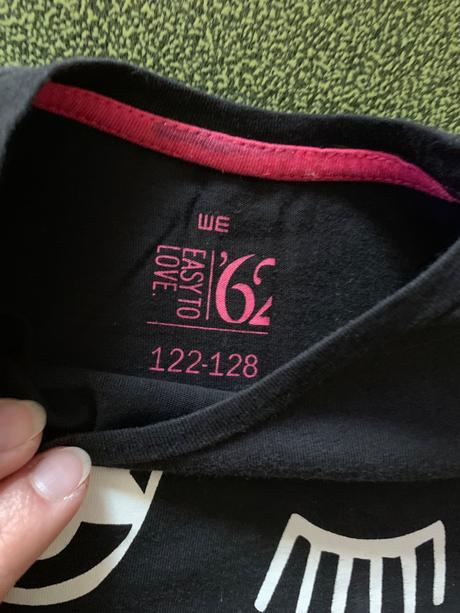 WE
'62
EASY TO
LOVE.
122-128